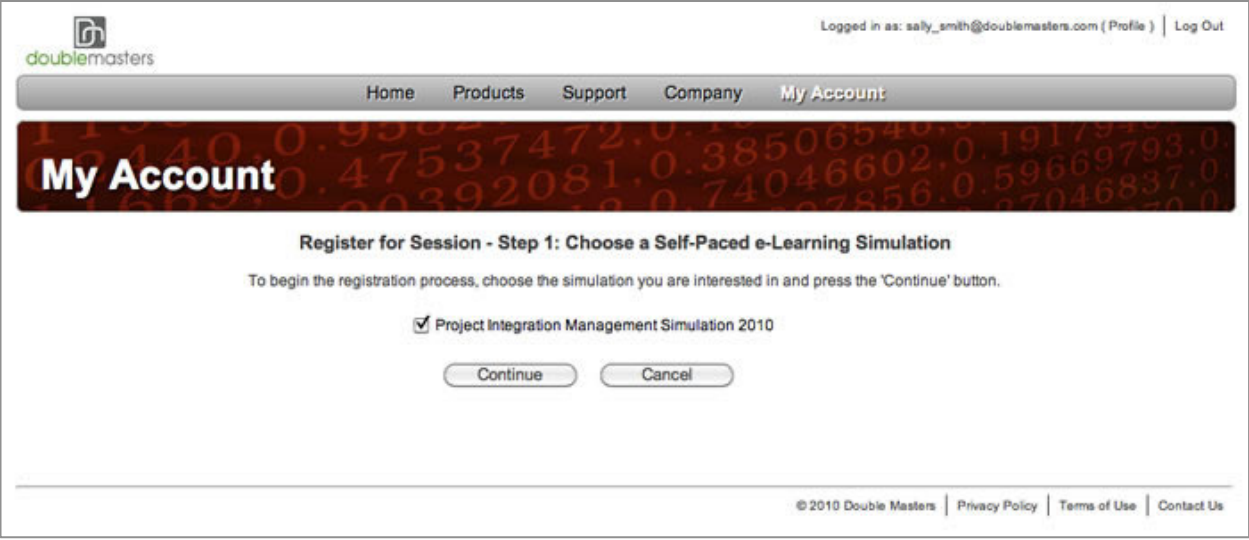 Logged in as: sally_smith@doublemasters.com ( Profile ) | Log Out
doublemasters
Home Products Support Company My Account
My Account
Register for Session - Step 1: Choose a Self-Paced e-Learning Simulation
To begin the registration process, choose the simulation you are interested in and press the 'Continue' button.
Project Integration Management Simulation 2010
Continue Cancel
© 2010 Double Masters | Privacy Policy | Terms of Use | Contact Us